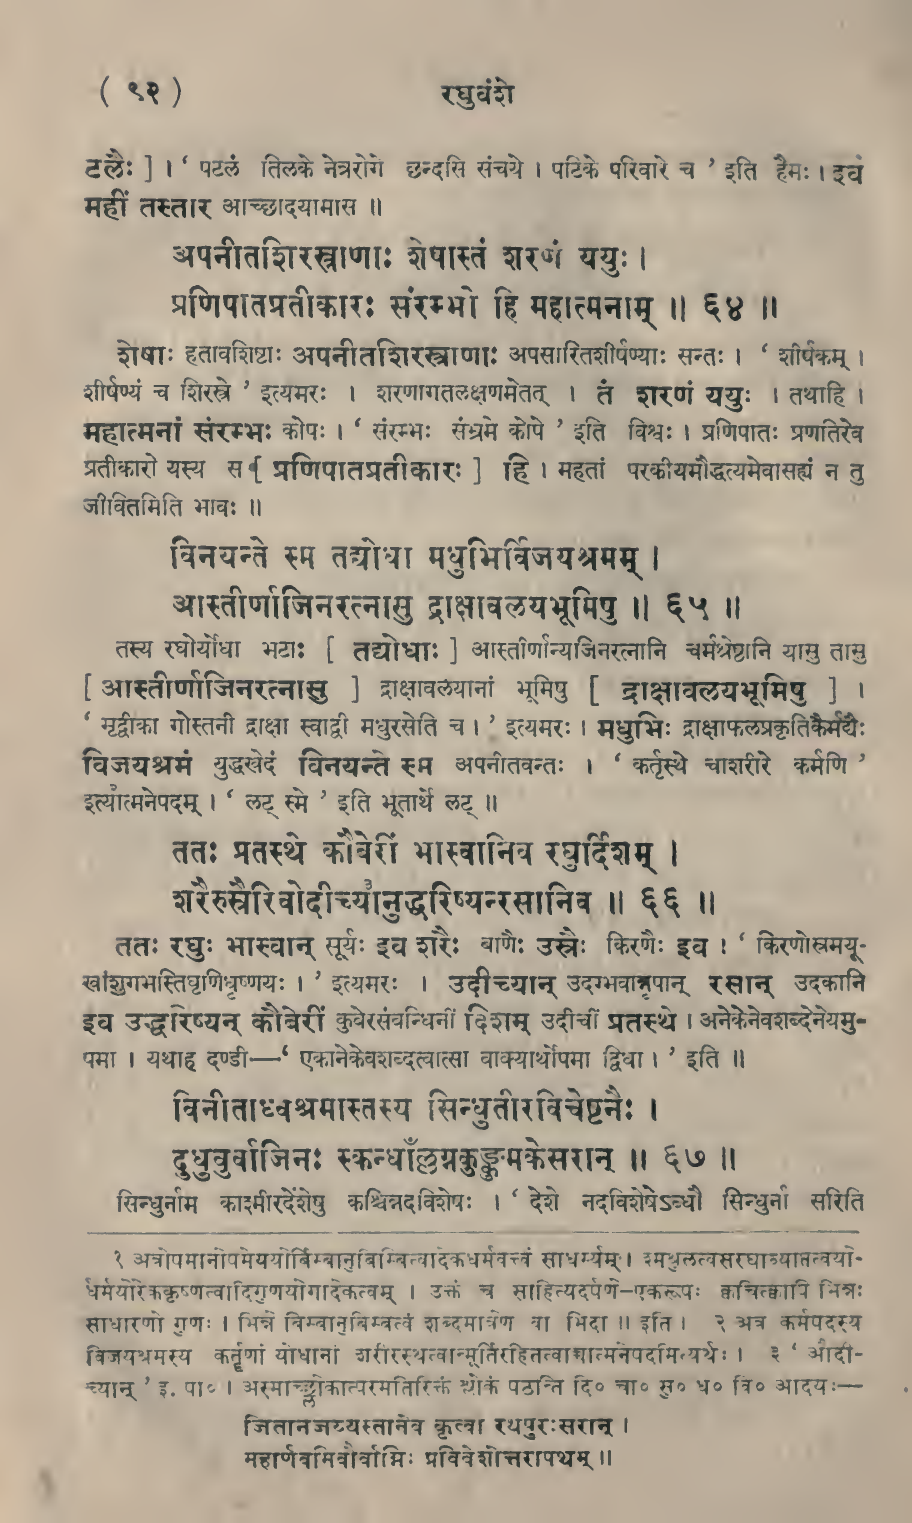 ( ९२ ) रघुवंशे
टलैः ] । ‘ पटलं तिलके नेत्ररोगे छन्दसि संचये । पटिके परिवारे च ’ इति हैमः । इव
महीं तस्तार आच्छादयामास ॥
अपनीतशिरस्त्राणाः शेषास्तं शरणं ययुः ।
प्रणिपातप्रतीकारः संरम्भो हि महात्मनाम् ॥ ६४ ॥
शेषाः हतावशिष्टाः अपनीतशिरस्त्राणाः अपसारितशीर्षण्याः सन्तः । ‘ शीर्षकम् ।
शीर्षण्यं च शिरस्त्रे ’ इत्यमरः । शरणागतलक्षणमेतत् । तं शरणं ययुः । तथाहि ।
महात्मनां संरम्भः कोपः । ‘ संरम्भः संभ्रमे कोपे ’ इति विश्वः । प्रणिपातः प्रणतिरेव
प्रतीकारो यस्य स [ प्रणिपातप्रतीकारः ] हि । महतां परकीयमौद्धत्यमेवासह्यं न तु
जीवितमिति भावः ॥
विनयन्ते स्म तद्योधा मधुभिर्विजयश्रमम् ।
आस्तीर्णाजिनरत्नासु द्राक्षावलयभूमिषु ॥ ६५ ॥
तस्य रघोर्योधा भटाः [ तद्योधाः ] आस्तीर्णान्यजिनरत्नानि चर्मश्रेष्ठानि यासु तासु
[ आस्तीर्णाजिनरत्नासु ] द्राक्षावलयानां भूमिषु [ द्राक्षावलयभूमिषु ] ।
‘ मृद्वीका गोस्तनी द्राक्षा स्वाद्वी मधुरसेति च । ’ इत्यमरः । मधुभिः द्राक्षाफलप्रकृतिकैर्मद्यैः
विजयश्रमं युद्धखेदं विनयन्ते स्म अपनीतवन्तः । ‘ कर्तृस्थे चाशरीरे कर्मणि ’
इत्यात्मनेपदम् । ‘ लट् स्मे ’ इति भूतार्थे लट् ॥
ततः प्रतस्थे कौबेरीं भास्वानिव रघुर्दिशम् ।
शरैरुस्रैरिवोदीच्यानुद्धरिष्यन्रसानिव ॥ ६६ ॥
ततः रघुः भास्वान् सूर्यः इव शरैः बाणैः उस्रैः किरणैः इव । ‘ किरणोस्रमयू-
खांशुगभस्तिघृणिघृष्णयः । ’ इत्यमरः । उदीच्यान् उदग्भवान्नृपान् रसान् उदकानि
इव उद्धरिष्यन् कौबेरीं कुबेरसंबन्धिनीं दिशम् उदीचीं प्रतस्थे । अनेकेनेवशब्देनेयमु-
पमा । यथाह दण्डी—‘ एकानेकेवशब्दत्वात्सा वाक्यार्थोपमा द्विधा । ’ इति ॥
विनीताध्वश्रमास्तस्य सिन्धुतीरविचेष्टनैः ।
दुधुवुर्वाजिनः स्कन्धाँल्लग्नकुङ्कुमकेसरान् ॥ ६७ ॥
सिन्धुर्नाम काश्मीरदेशेषु कश्चिन्नदविशेषः । ‘ देशे नदविशेषेऽब्धौ सिन्धुर्ना सरिति
१ अत्रोपमानोपमेययोर्बिम्बानुबिम्बित्वादेकधर्मवत्त्वं साधर्म्यम् । श्मश्रुलत्वसरघाव्याप्तत्वयो-
र्धर्मयोरेककृष्णत्वादिगुणयोगादेकत्वम् । उक्तं च साहित्यदर्पणे–एकरूपः क्वचित्क्वापि भिन्नः
साधारणो गुणः । भिन्ने बिम्बानुबिम्बत्वं शब्दमात्रेण वा भिदा ॥ इति । २ अत्र कर्मपदस्य
विजयश्रमस्य कर्तॄणां योधानां शरीरस्थत्वान्मूर्तिरहितत्वाच्चात्मनेपदमित्यर्थः । ३ ‘ औदी-
च्यान् ’ इ. पा० । अस्माच्छ्लोकात्परमतिरिक्तं श्लोकं पठन्ति दि० चा० सु० ध० वि० आदयः—
जितानजय्यस्तानेव कृत्वा रथपुरःसरान् ।
महार्णवमिवौर्वाग्निः प्रविवेशोत्तरापथम् ॥